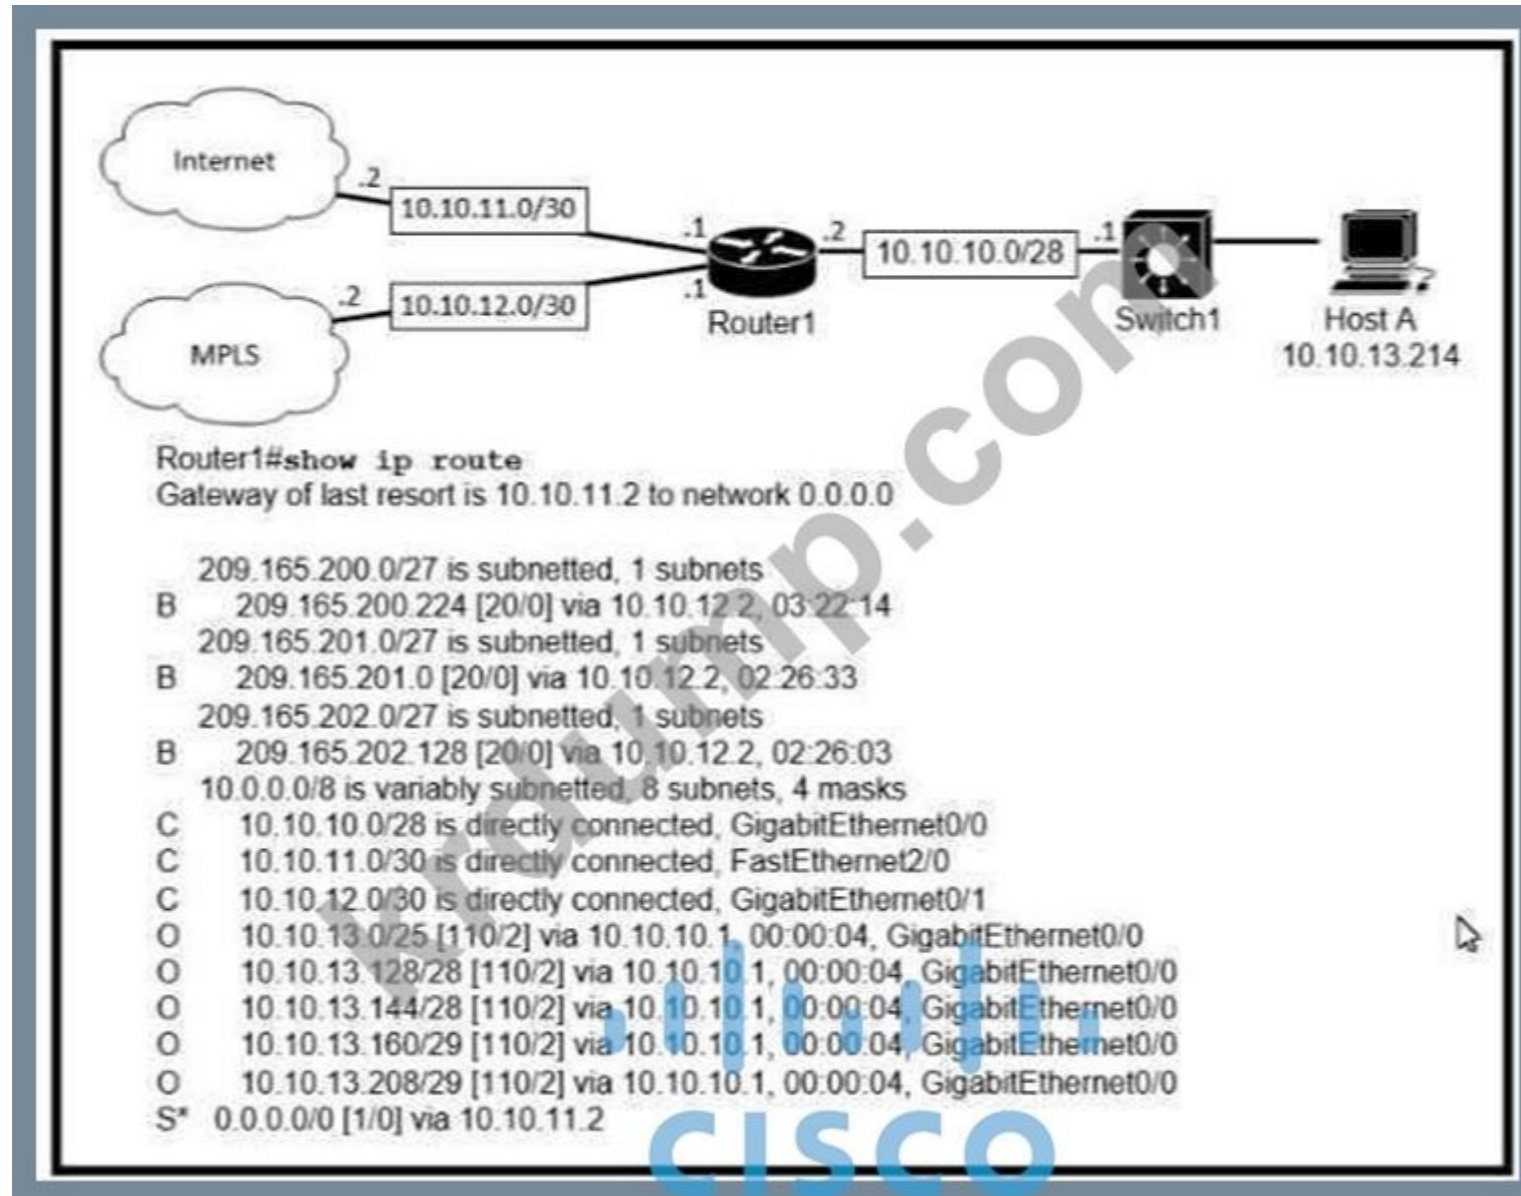 Internet
.2
10.10.11.0/30
.1
.2
10.10.10.0/28
.1
.2
10.10.12.0/30
.1
MPLS
Router1
Switch1
Host A
10.10.13.214
Router1#show ip route
Gateway of last resort is 10.10.11.2 to network 0.0.0.0
209.165.200.0/27 is subnetted, 1 subnets
B 209.165.200.224 [20/0] via 10.10.12.2, 03:22:14
209.165.201.0/27 is subnetted, 1 subnets
B 209.165.201.0 [20/0] via 10.10.12.2, 02:26:33
209.165.202.0/27 is subnetted, 1 subnets
B 209.165.202.128 [20/0] via 10.10.12.2, 02:26:03
10.0.0.0/8 is variably subnetted, 8 subnets, 4 masks
C 10.10.10.0/28 is directly connected, GigabitEthernet0/0
C 10.10.11.0/30 is directly connected, FastEthernet2/0
C 10.10.12.0/30 is directly connected, GigabitEthernet0/1
O 10.10.13.0/25 [110/2] via 10.10.10.1, 00:00:04, GigabitEthernet0/0
O 10.10.13.128/28 [110/2] via 10.10.10.1, 00:00:04, GigabitEthernet0/0
O 10.10.13.144/28 [110/2] via 10.10.10.1, 00:00:04, GigabitEthernet0/0
O 10.10.13.160/29 [110/2] via 10.10.10.1, 00:00:04, GigabitEthernet0/0
O 10.10.13.208/29 [110/2] via 10.10.10.1, 00:00:04, GigabitEthernet0/0
S* 0.0.0.0/0 [1/0] via 10.10.11.2
krdump.com
CISCO